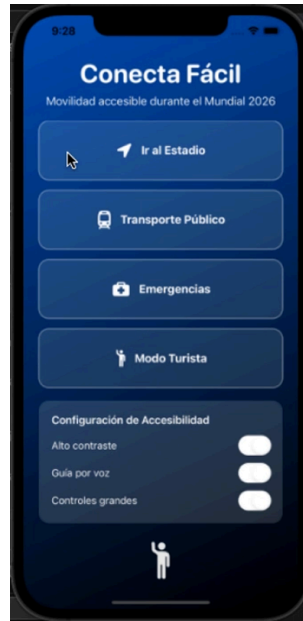 9:28
Conecta Fácil
Movilidad accesible durante el Mundial 2026
Ir al Estadio
Transporte Público
Emergencias
Modo Turista
Configuración de Accesibilidad
Alto contraste
Guía por voz
Controles grandes